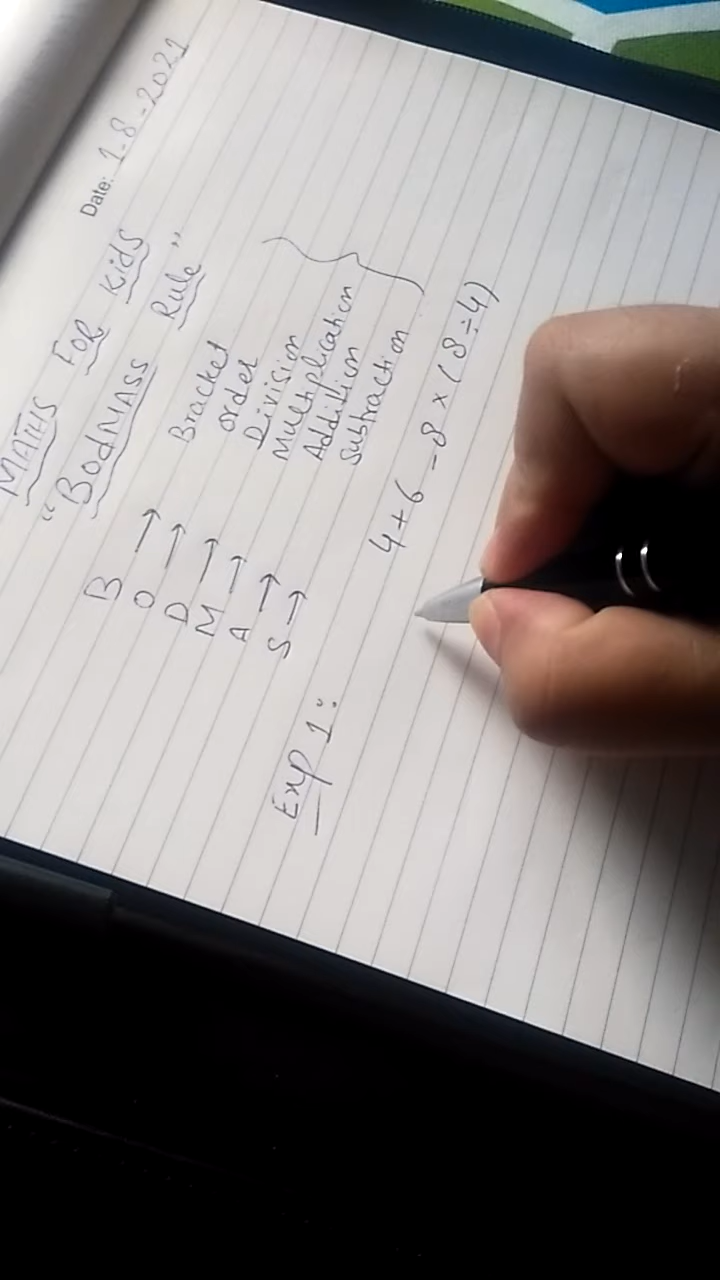 Date: 1-8-2021
MATHS FOR KidS
"BodMASS RULE"
B → Bracket
O → order
D → Division
M → Multiplication
A → Addition
S → Subtraction
Exp 1:
4+6 -8 × (8÷4)